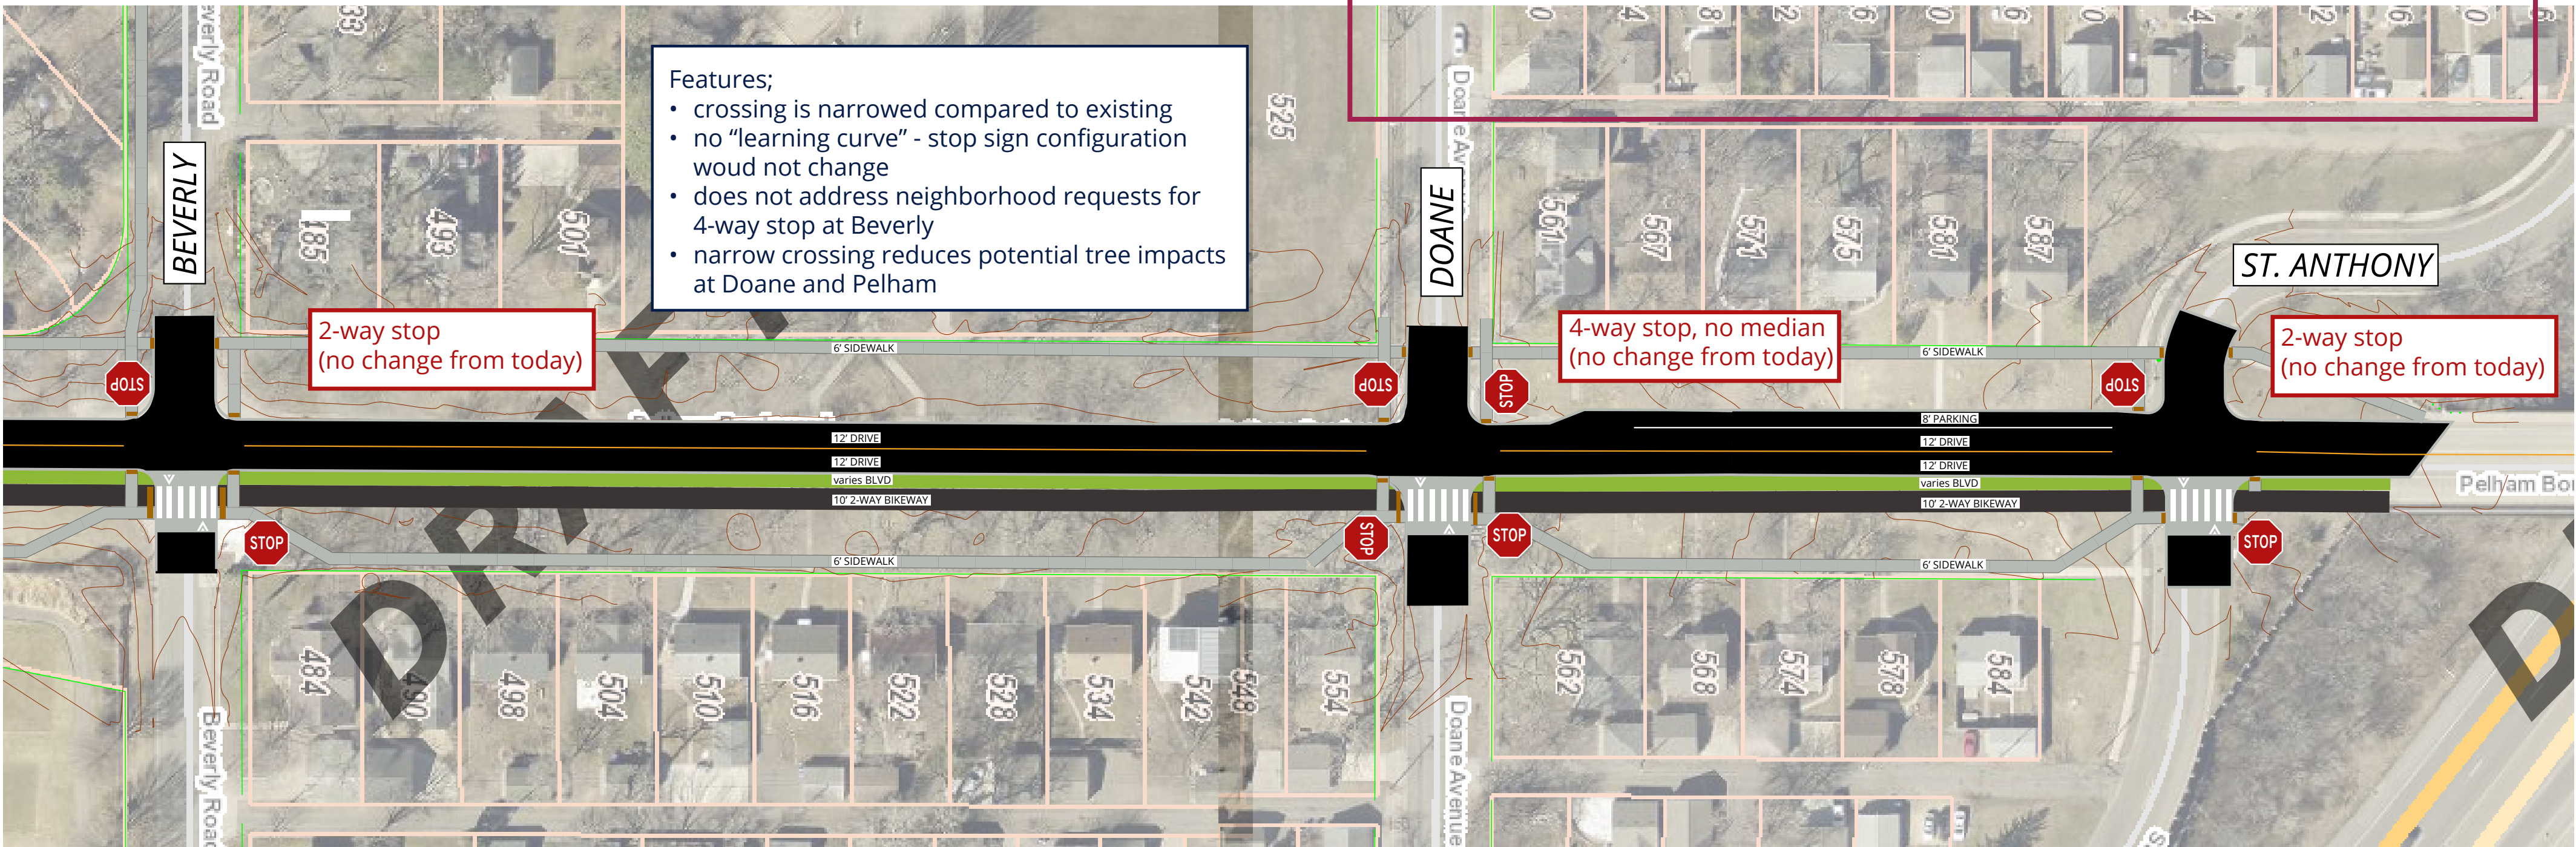 Features;
• crossing is narrowed compared to existing
• no “learning curve” - stop sign configuration
woud not change
• does not address neighborhood requests for
4-way stop at Beverly
• narrow crossing reduces potential tree impacts
at Doane and Pelham
BEVERLY
DOANE
ST. ANTHONY
2-way stop
(no change from today)
4-way stop, no median
(no change from today)
2-way stop
(no change from today)
everly Road
Doane Av
525
485
493
501
561
567
571
575
581
587
6' SIDEWALK
6' SIDEWALK
STOP
STOP
STOP
STOP
8' PARKING
12' DRIVE
12' DRIVE
12' DRIVE
12' DRIVE
varies BLVD
varies BLVD
10' 2-WAY BIKEWAY
10' 2-WAY BIKEWAY
Pelham Bou
STOP
STOP
STOP
STOP
6' SIDEWALK
6' SIDEWALK
484
490
498
504
510
516
522
528
534
542
548
554
562
568
574
578
584
Beverly Road
Doane Avenue
DRAFT
D